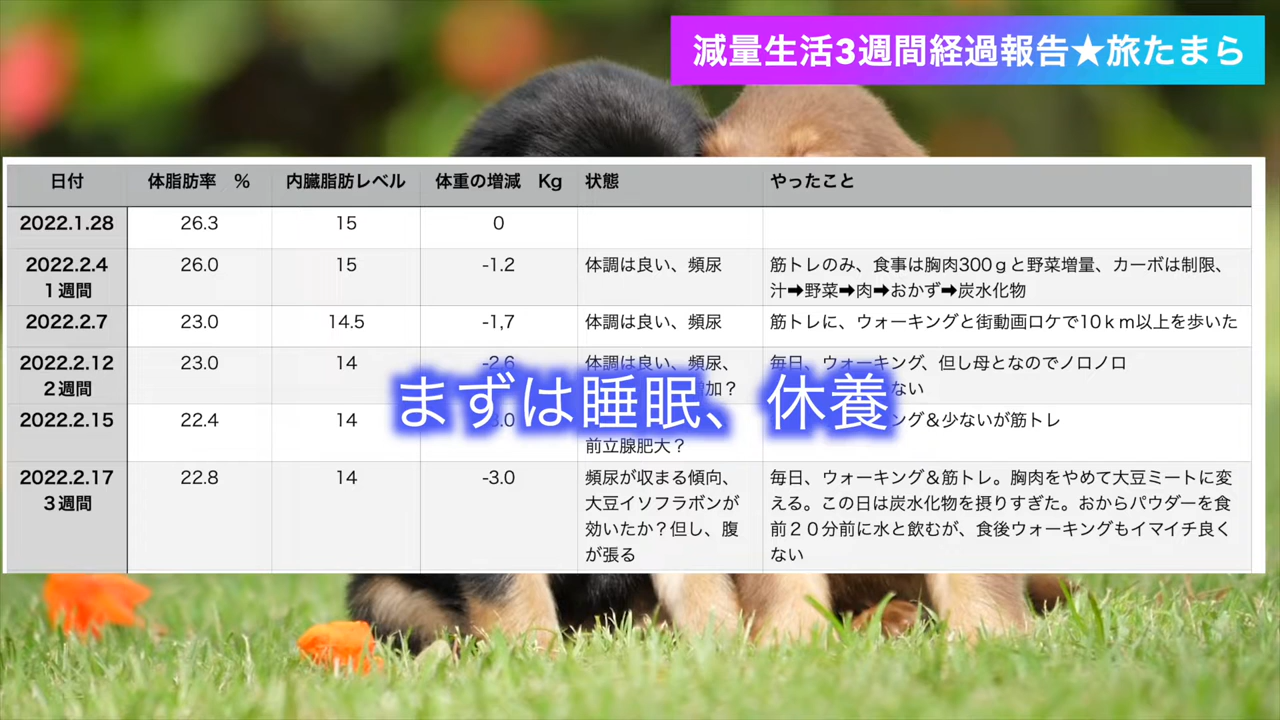 減量生活3週間経過報告★旅たまら
日付 体脂肪率 % 内臓脂肪レベル 体重の増減 Kg 状態 やったこと
2022.1.28 26.3 15 0
2022.2.4 26.0 15 -1.2 体調は良い、頻尿 筋トレのみ、食事は胸肉300ｇと野菜増量、カーボは制限、
１週間 汁➡野菜➡肉➡おかず➡炭水化物
2022.2.7 23.0 14.5 -1,7 体調は良い、頻尿 筋トレに、ウォーキングと街動画ロケで10ｋｍ以上を歩いた
2022.2.12 23.0 14 -2.6 体調は良い、頻尿、 毎日、ウォーキング、但し母となのでノロノロ
２週間 加？ ない
まずは睡眠、休養
2022.2.15 22.4 14 .0 ング＆少ないが筋トレ
前立腺肥大？
2022.2.17 22.8 14 -3.0 頻尿が収まる傾向、 毎日、ウォーキング＆筋トレ。胸肉をやめて大豆ミートに変
３週間 大豆イソフラボンが える。この日は炭水化物を摂りすぎた。おからパウダーを食
効いたか？但し、腹 前２０分前に水と飲むが、食後ウォーキングもイマイチ良く
が張る ない